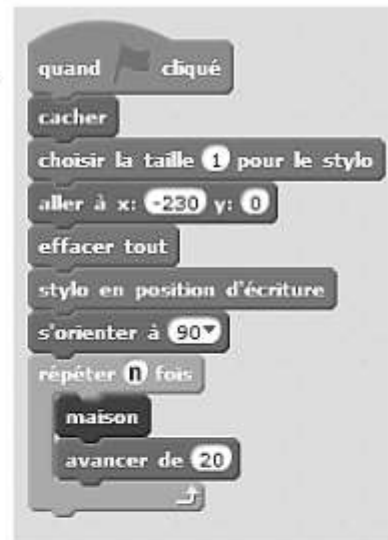 quand cliqué
cacher
choisir la taille 1 pour le stylo
aller à x: -230 y: 0
effacer tout
stylo en position d'écriture
s'orienter à 90
répéter n fois
maison
avancer de 20